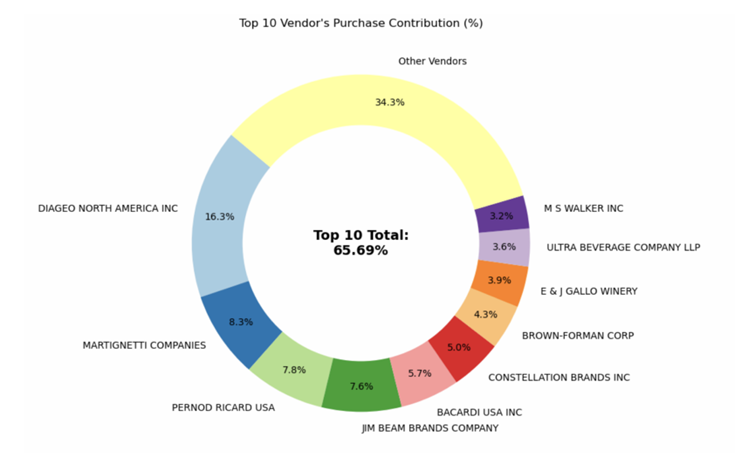 Top 10 Vendor's Purchase Contribution (%)
Other Vendors
34.3%
DIAGEO NORTH AMERICA INC
16.3%
M S WALKER INC
3.2%
ULTRA BEVERAGE COMPANY LLP
3.6%
Top 10 Total:
65.69%
E & J GALLO WINERY
3.9%
BROWN-FORMAN CORP
4.3%
MARTIGNETTI COMPANIES
8.3%
CONSTELLATION BRANDS INC
5.0%
PERNOD RICARD USA
7.8%
BACARDI USA INC
5.7%
JIM BEAM BRANDS COMPANY
7.6%